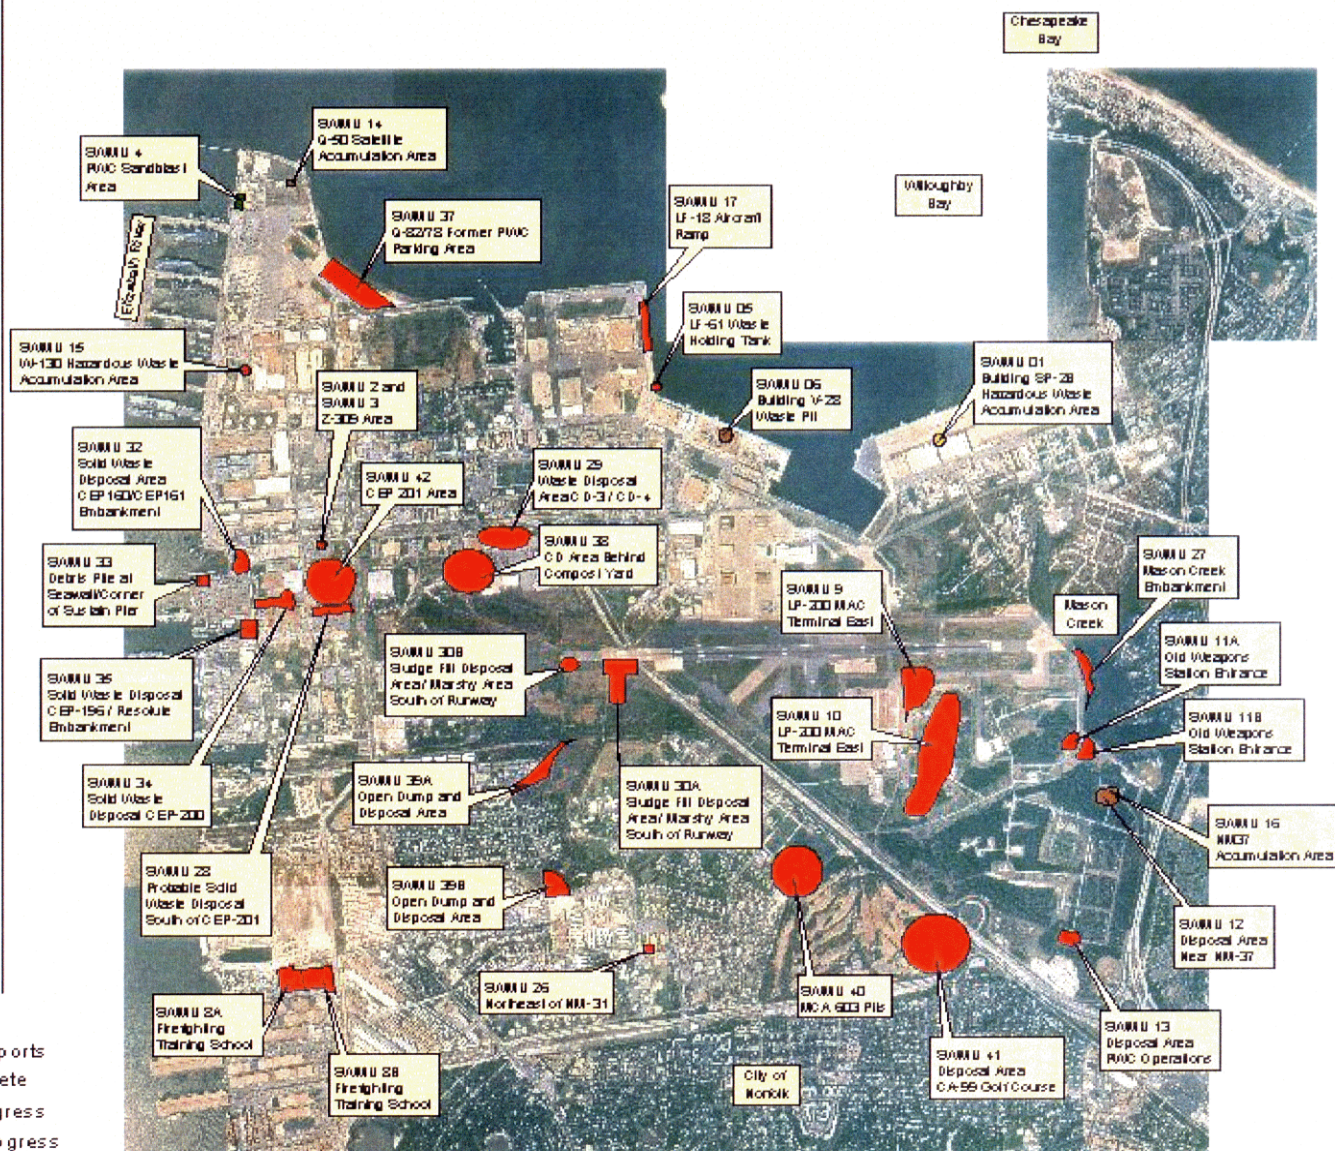 Chesapeake
Bay
SWMU 14
Q-50 Satellite
Accumulation Area
SWMU 4
PWC Sandblast
Area
Willoughby
Bay
SWMU 17
LF-18 Aircraft
Ramp
SWMU 37
Q-82/78 Former PWC
Parking Area
Elizabeth River
SWMU 05
LF-61 Waste
Holding Tank
SWMU 15
W-130 Hazardous Waste
Accumulation Area
SWMU 01
Building SP-28
Hazardous Waste
Accumulation Area
SWMU 06
Building V-28
Waste Pit
SWMU 2 and
SWMU 3
Z-309 Area
SWMU 32
Solid Waste
Disposal Area
CEP160/CEP161
Embankment
SWMU 42
CEP 201 Area
SWMU 29
Waste Disposal
Area CD-3 / CD-4
SWMU 38
CD Area Behind
Compost Yard
SWMU 33
Debris Pile at
Seawall/Corner
of Sustain Pier
SWMU 27
Mason Creek
Embankment
SWMU 9
LP-200 MAC
Terminal East
Mason
Creek
SWMU 11A
Old Weapons
Station Entrance
SWMU 30B
Sludge Fill Disposal
Area/ Marshy Area
South of Runway
SWMU 35
Solid Waste Disposal
CEP-196 / Resolute
Embankment
SWMU 10
LP-200 MAC
Terminal East
SWMU 11B
Old Weapons
Station Entrance
SWMU 34
Solid Waste
Disposal CEP-200
SWMU 39A
Open Dump and
Disposal Area
SWMU 30A
Sludge Fill Disposal
Area/ Marshy Area
South of Runway
SWMU 16
NM37
Accumulation Area
SWMU 28
Probable Solid
Waste Disposal
South of CEP-201
SWMU 39B
Open Dump and
Disposal Area
SWMU 12
Disposal Area
Near NM-37
SWMU 26
Northeast of NM-31
SWMU 40
MCA 603 Pits
SWMU 8A
Firefighting
Training School
SWMU 13
Disposal Area
PWC Operations
SWMU 41
Disposal Area
CA-99 Golf Course
SWMU 8B
Firefighting
Training School
City of
Norfolk
ports
ete
gress
ogress